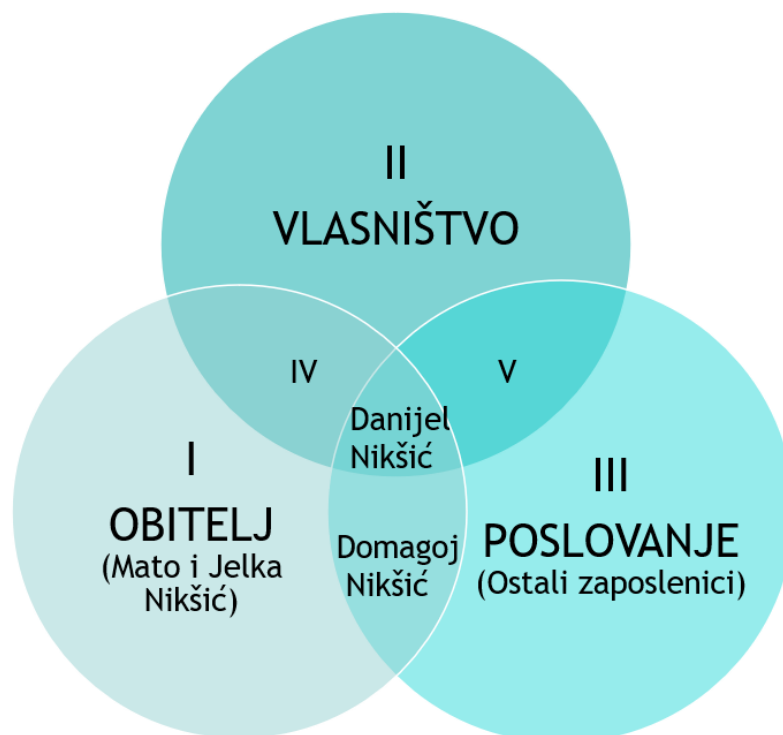 II
VLASNIŠTVO
IV
V
Danijel
Nikšić
I
OBITELJ
(Mato i Jelka
Nikšić)
Domagoj
Nikšić
III
POSLOVANJE
(Ostali zaposlenici)